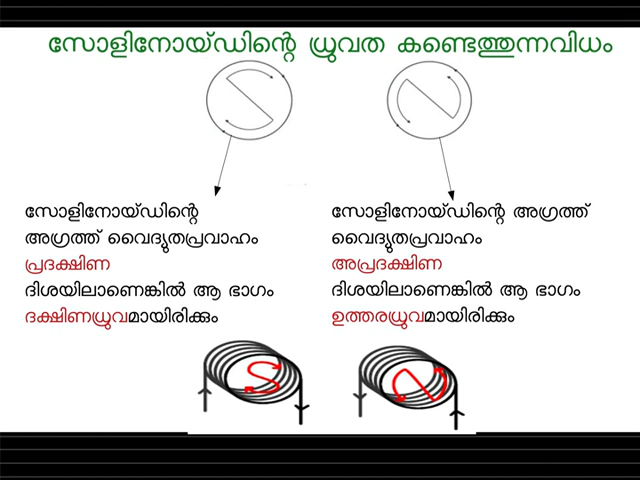 സോളിനോയ്ഡിന്റെ ധ്രുവത കണ്ടെത്തുന്നവിധം
സോളിനോയ്ഡിന്റെ
അഗ്രത്ത് വൈദ്യുതപ്രവാഹം
പ്രദക്ഷിണ
ദിശയിലാണെങ്കിൽ ആ ഭാഗം
ദക്ഷിണധ്രുവമായിരിക്കും
സോളിനോയ്ഡിന്റെ അഗ്രത്ത്
വൈദ്യുതപ്രവാഹം
അപ്രദക്ഷിണ
ദിശയിലാണെങ്കിൽ ആ ഭാഗം
ഉത്തരധ്രുവമായിരിക്കും
S
N